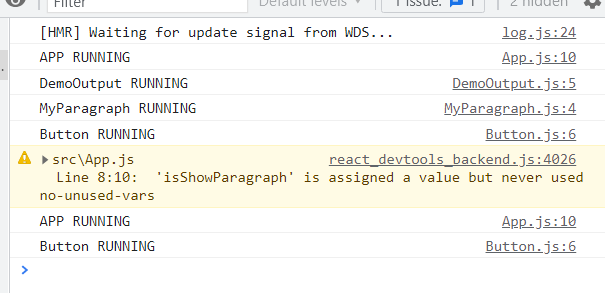 Filter
Default levels
1 Issue: 1
2 hidden
[HMR] Waiting for update signal from WDS... log.js:24
APP RUNNING App.js:10
DemoOutput RUNNING DemoOutput.js:5
MyParagraph RUNNING MyParagraph.js:4
Button RUNNING Button.js:6
src\App.js react_devtools_backend.js:4026
Line 8:10: 'isShowParagraph' is assigned a value but never used
no-unused-vars
APP RUNNING App.js:10
Button RUNNING Button.js:6